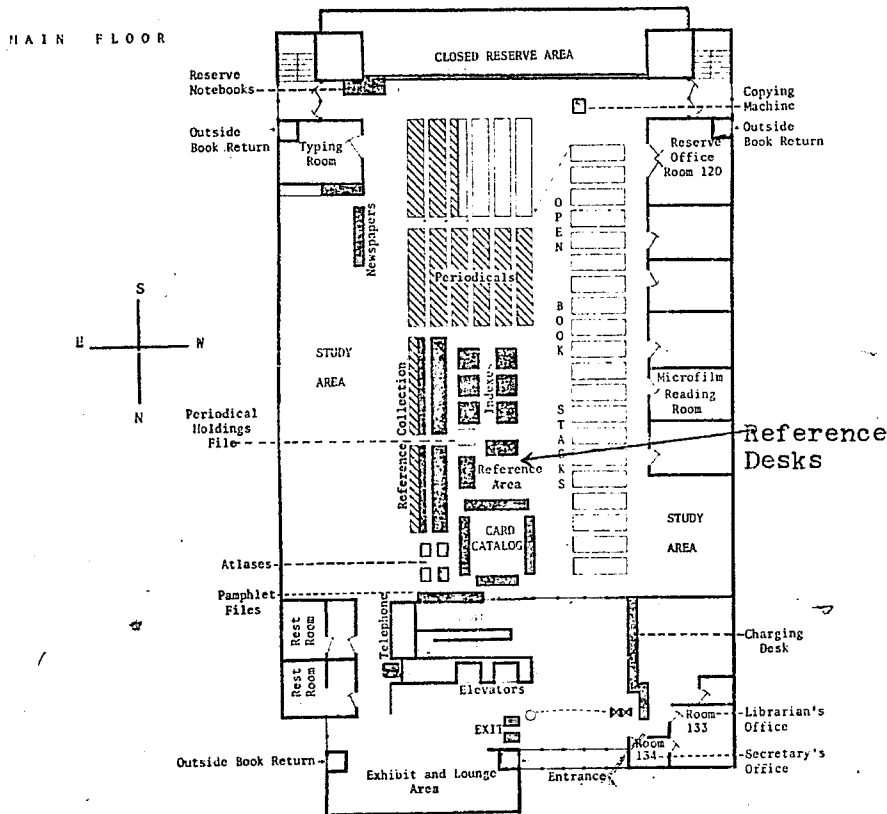 MAIN FLOOR
CLOSED RESERVE AREA
Reserve
Notebooks
Copying
Machine
Outside
Book Return
Typing
Room
Reserve
Office
Room 120
Outside
Book Return
Newspapers
OPEN BOOK STACKS
Periodicals
S
W
N
STUDY
AREA
Reference Collection
Indexes
Microfilm
Reading
Room
Periodical
Holdings
File
Reference
Desks
Reference
Area
CARD
CATALOG
STUDY
AREA
Atlases
Pamphlet
Files
Rest Room
Telephone
Charging
Desk
Rest Room
Elevators
EXIT
Room
133
Librarian's
Office
Room
134
Secretary's
Office
Outside Book Return
Exhibit and Lounge
Area
Entrance